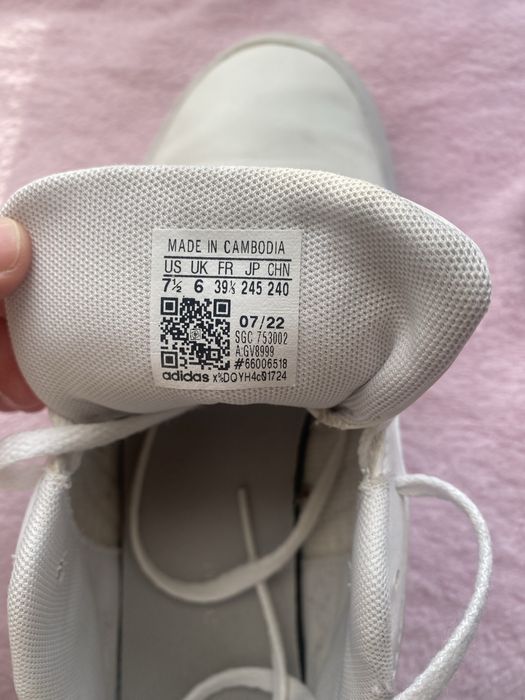 MADE IN CAMBODIA
US UK FR JP CHN
7½ 6 39⅓ 245 240
07/22
SGC 753002
A:GV8999
#66006518
adidas x%DQYH4c01724